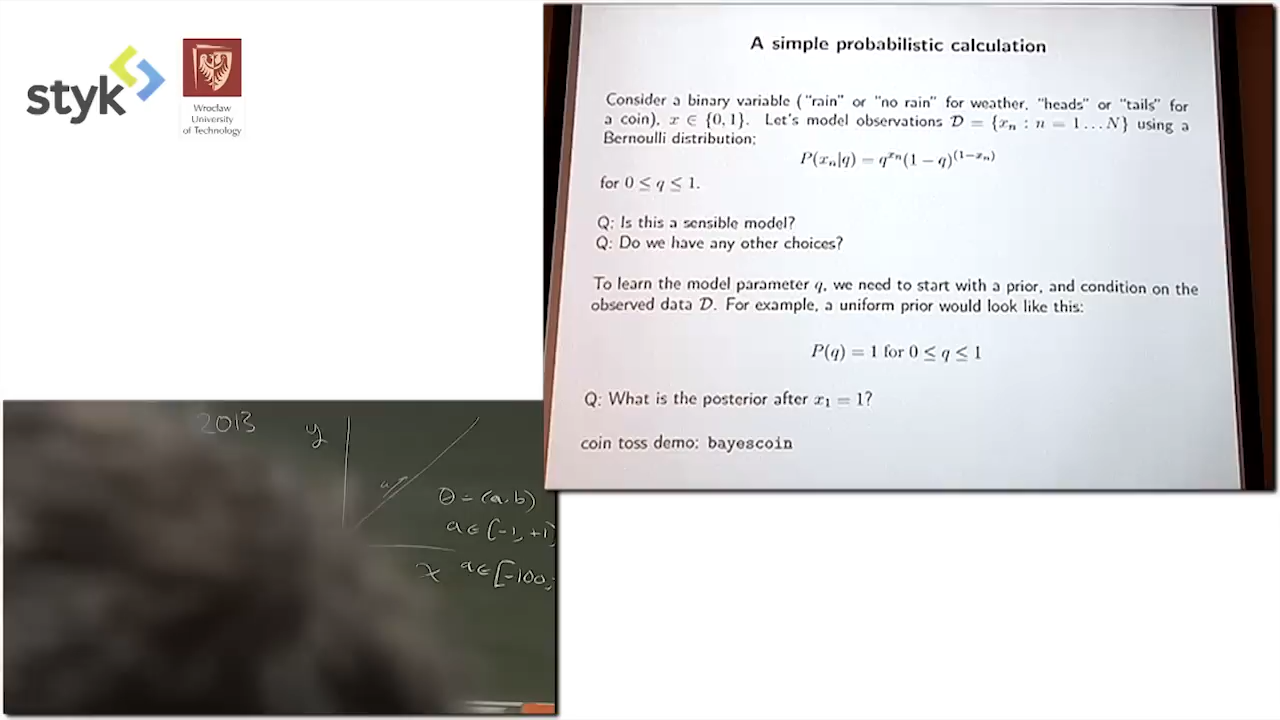 styk
Wrocław
University
of Technology
A simple probabilistic calculation
Consider a binary variable ("rain" or "no rain" for weather, "heads" or "tails" for
a coin), x ∈ {0, 1}. Let's model observations 𝒟 = {xₙ : n = 1 … N} using a
Bernoulli distribution:
P(xₙ|q) = q^{xₙ}(1 − q)^{(1−xₙ)}
for 0 ≤ q ≤ 1.
Q: Is this a sensible model?
Q: Do we have any other choices?
To learn the model parameter q, we need to start with a prior, and condition on the
observed data 𝒟. For example, a uniform prior would look like this:
P(q) = 1 for 0 ≤ q ≤ 1
Q: What is the posterior after x₁ = 1?
coin toss demo: bayescoin
2013
y
a
θ = (a, b)
a ∈ [-1, +1]
x
a ∈ [-100,